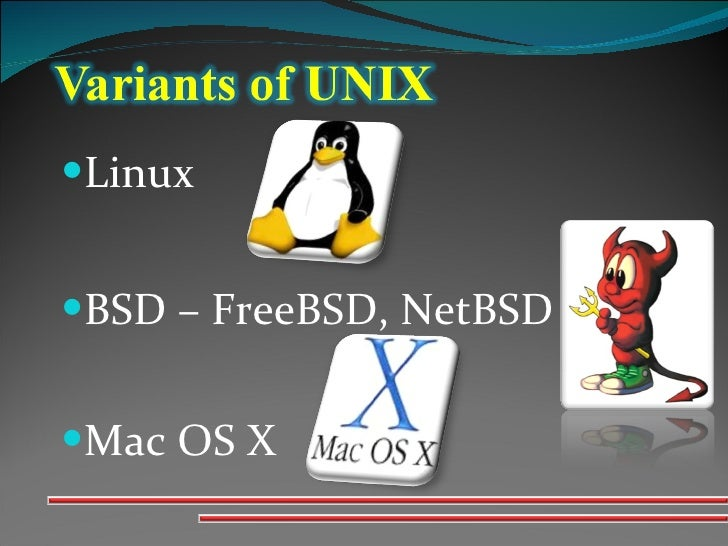 Variants of UNIX
•Linux
•BSD – FreeBSD, NetBSD
X
Mac OS X
•Mac OS X